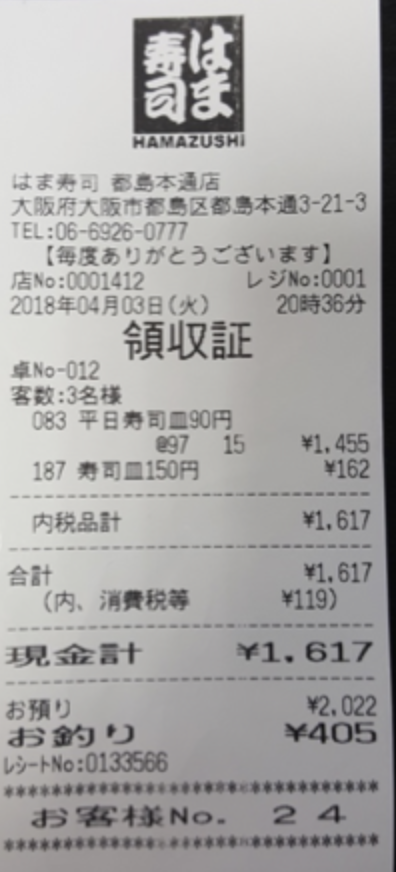 はま
寿司
HAMAZUSHI
はま寿司 都島本通店
大阪府大阪市都島区都島本通3-21-3
TEL:06-6926-0777
【毎度ありがとうございます】
店No:0001412 レジNo:0001
2018年04月03日(火) 20時36分
領収証
卓No-012
客数:3名様
083 平日寿司皿90円
@97 15 ¥1,455
187 寿司皿150円 ¥162
内税品計 ¥1,617
合計 ¥1,617
(内、消費税等 ¥119)
現金計 ¥1,617
お預り ¥2,022
お釣り ¥405
レシートNo:0133566
お客様No. 24